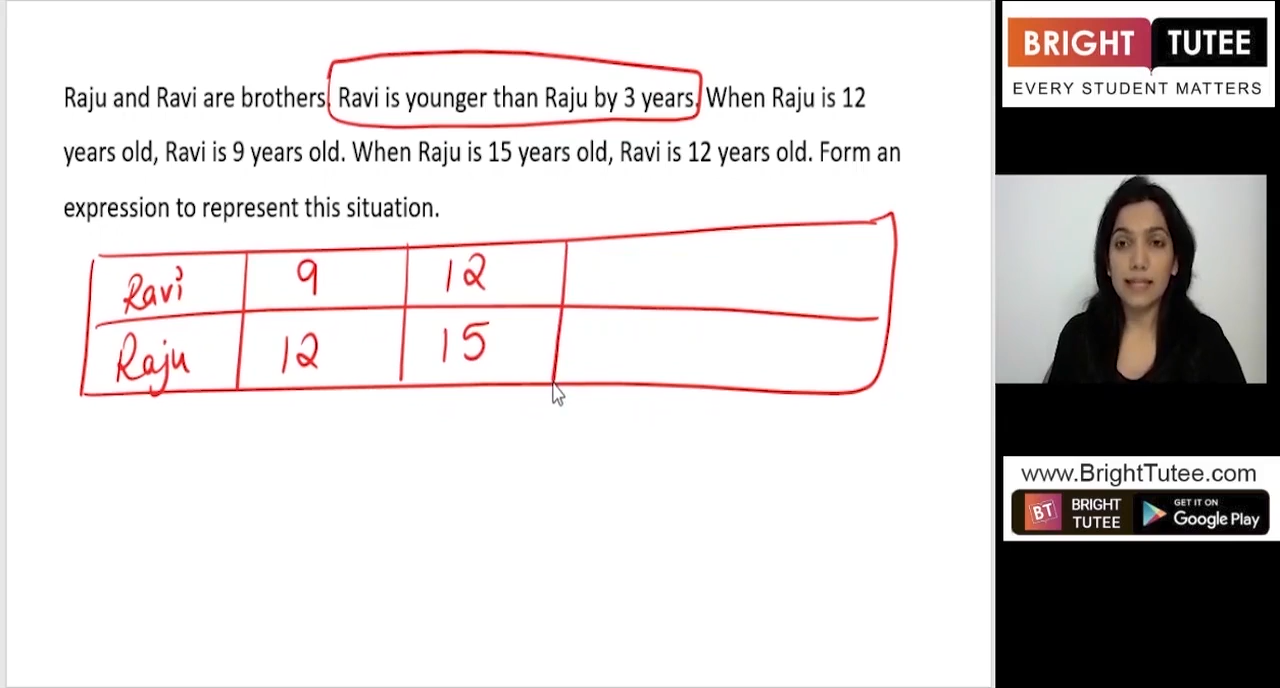 Raju and Ravi are brothers. Ravi is younger than Raju by 3 years. When Raju is 12
years old, Ravi is 9 years old. When Raju is 15 years old, Ravi is 12 years old. Form an
expression to represent this situation.
Ravi 9 12
Raju 12 15
BRIGHT TUTEE
EVERY STUDENT MATTERS
www.BrightTutee.com
BT BRIGHT TUTEE
GET IT ON
Google Play